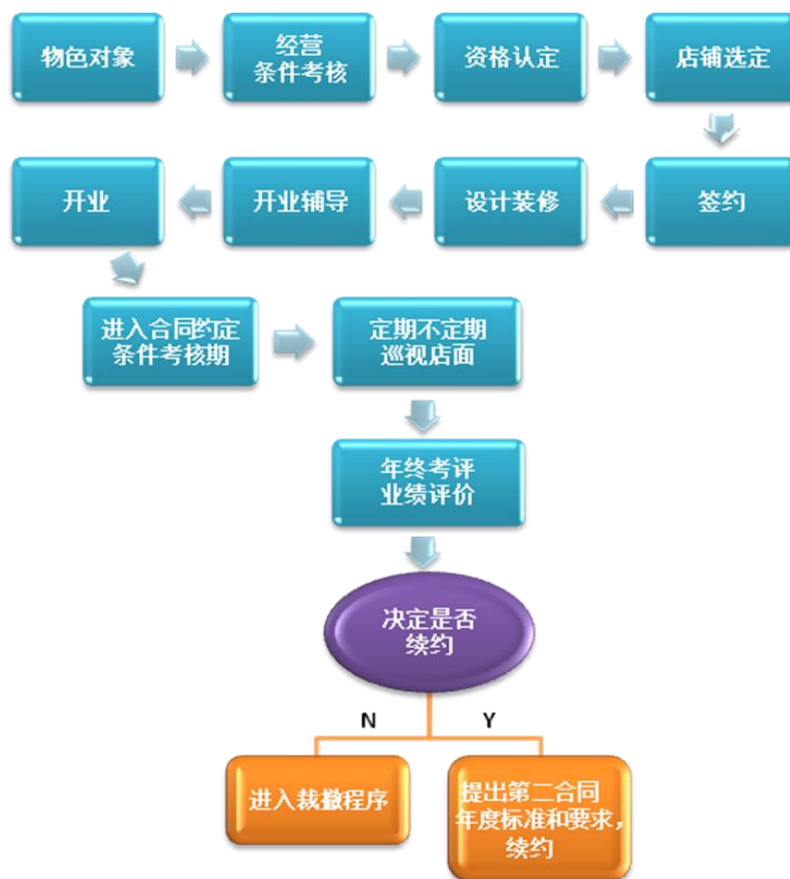 物色对象
经营
条件考核
资格认定
店铺选定
签约
设计装修
开业辅导
开业
进入合同约定
条件考核期
定期不定期
巡视店面
年终考评
业绩评价
决定是否
续约
N
Y
进入裁撤程序
提出第二合同
年度标准和要求，
续约